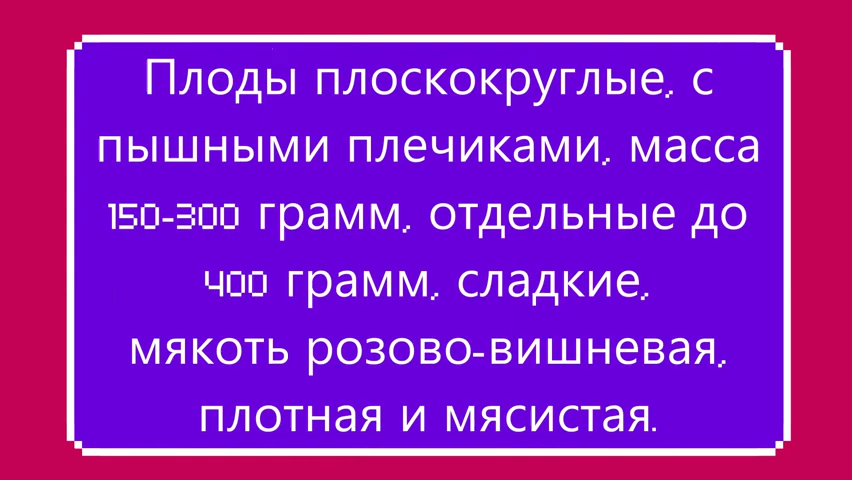 Плоды плоскокруглые, с
пышными плечиками, масса
150-300 грамм, отдельные до
400 грамм, сладкие,
мякоть розово-вишневая,
плотная и мясистая.